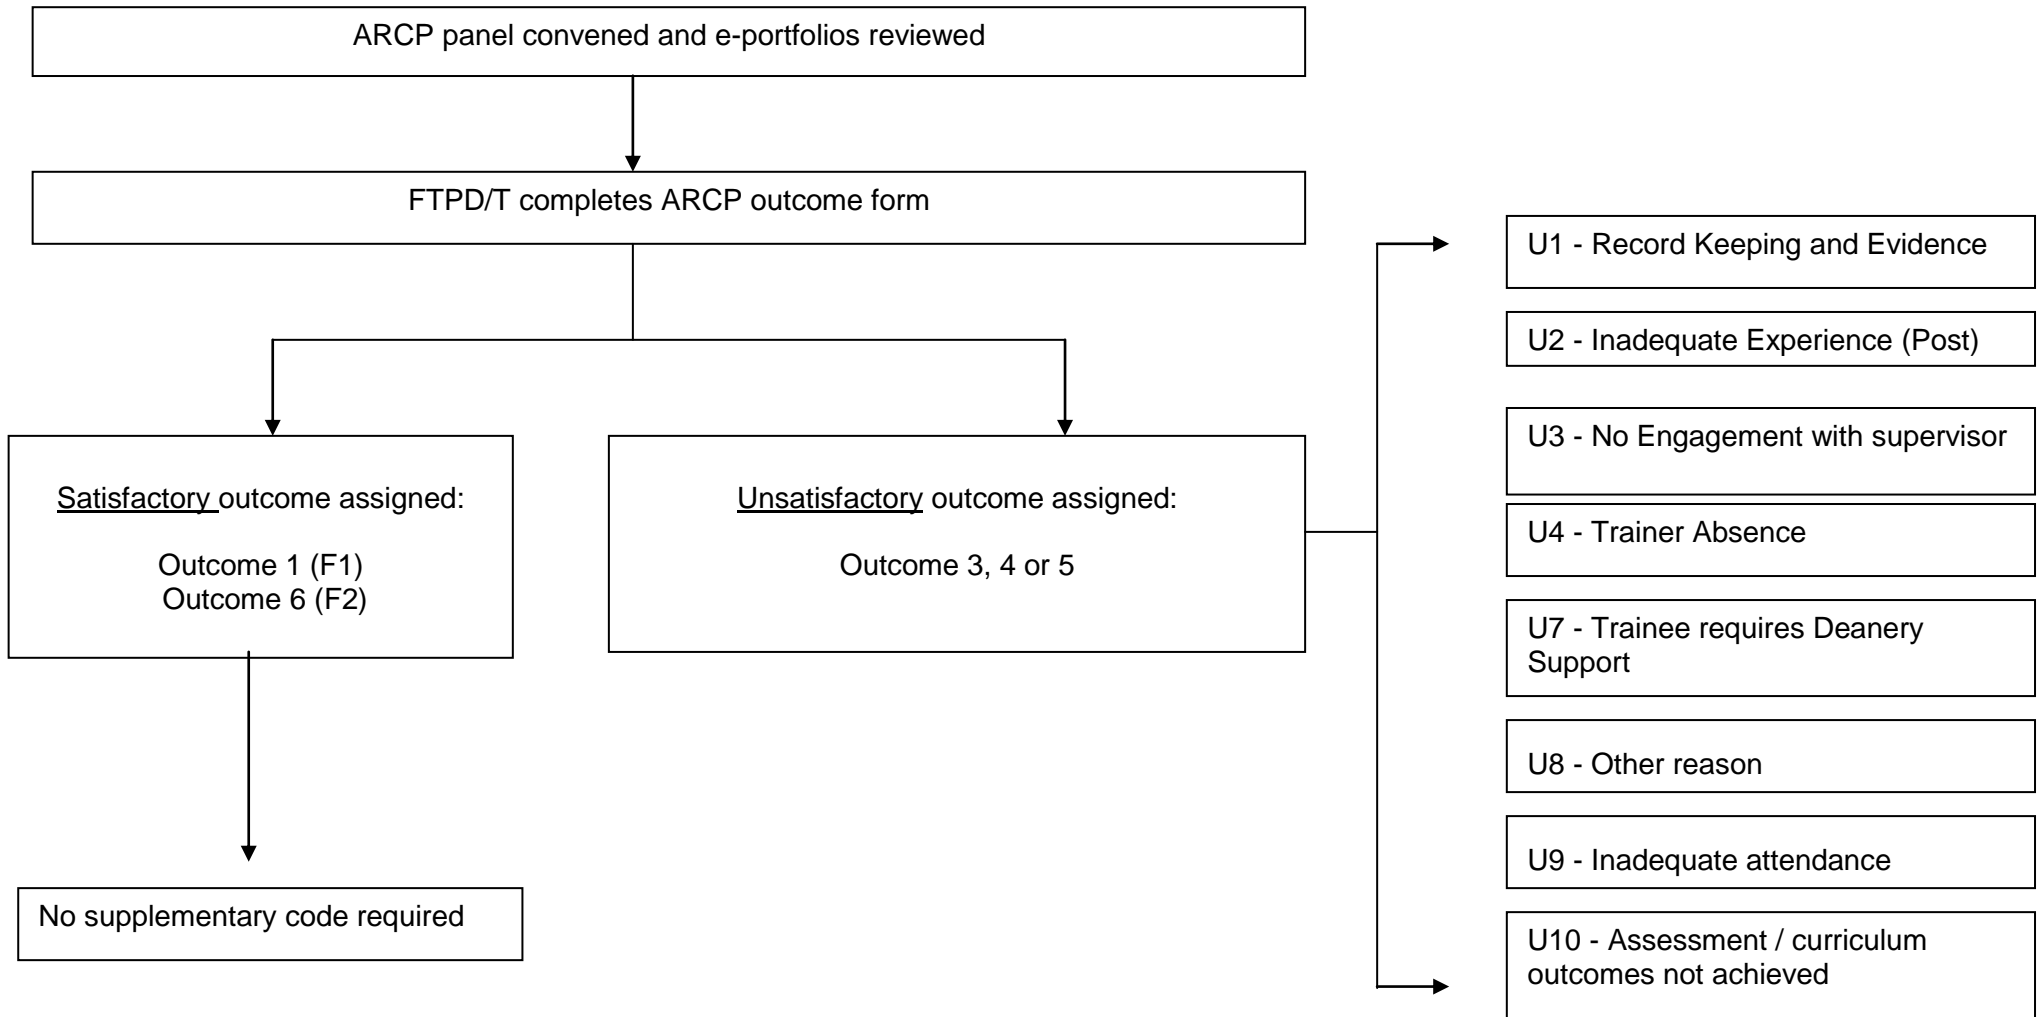 ARCP panel convened and e-portfolios reviewed
FTPD/T completes ARCP outcome form
Satisfactory outcome assigned:
Outcome 1 (F1)
Outcome 6 (F2)
No supplementary code required
Unsatisfactory outcome assigned:
Outcome 3, 4 or 5
U1 - Record Keeping and Evidence
U2 - Inadequate Experience (Post)
U3 - No Engagement with supervisor
U4 - Trainer Absence
U7 - Trainee requires Deanery
Support
U8 - Other reason
U9 - Inadequate attendance
U10 - Assessment / curriculum
outcomes not achieved